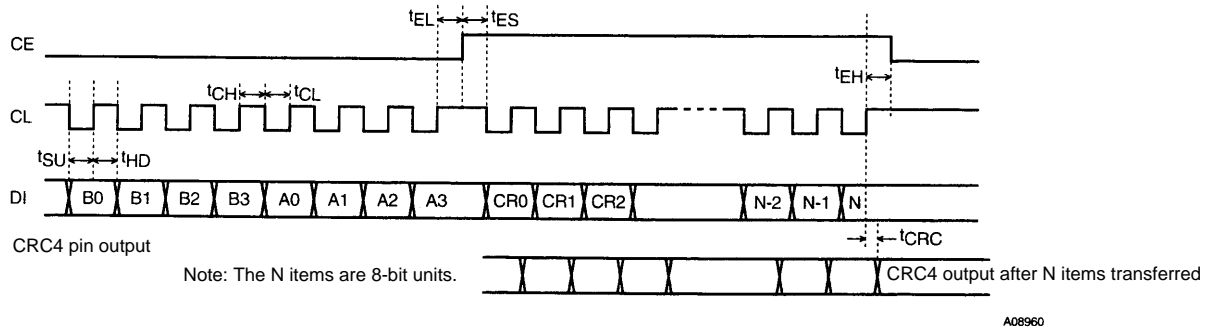 tEL tES
CE
tEH
tCH tCL
CL
tSU tHD
DI B0 B1 B2 B3 A0 A1 A2 A3 CR0 CR1 CR2 N-2 N-1 N
tCRC
CRC4 pin output
Note: The N items are 8-bit units.
CRC4 output after N items transferred
A08960